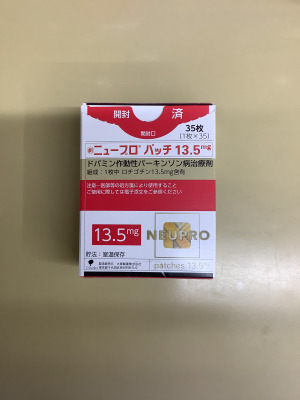 開封 済
開封口
35枚
(1枚×35)
劇 ニュープロ パッチ 13.5mg
ドパミン作動性パーキンソン病治療剤
組成:1枚中 ロチゴチン13.5mg含有
注意－医師等の処方箋により使用すること
ご使用に際しては電子添文をご参照ください
13.5mg
NEUPRO
patches 13.5mg
貯法:室温保存